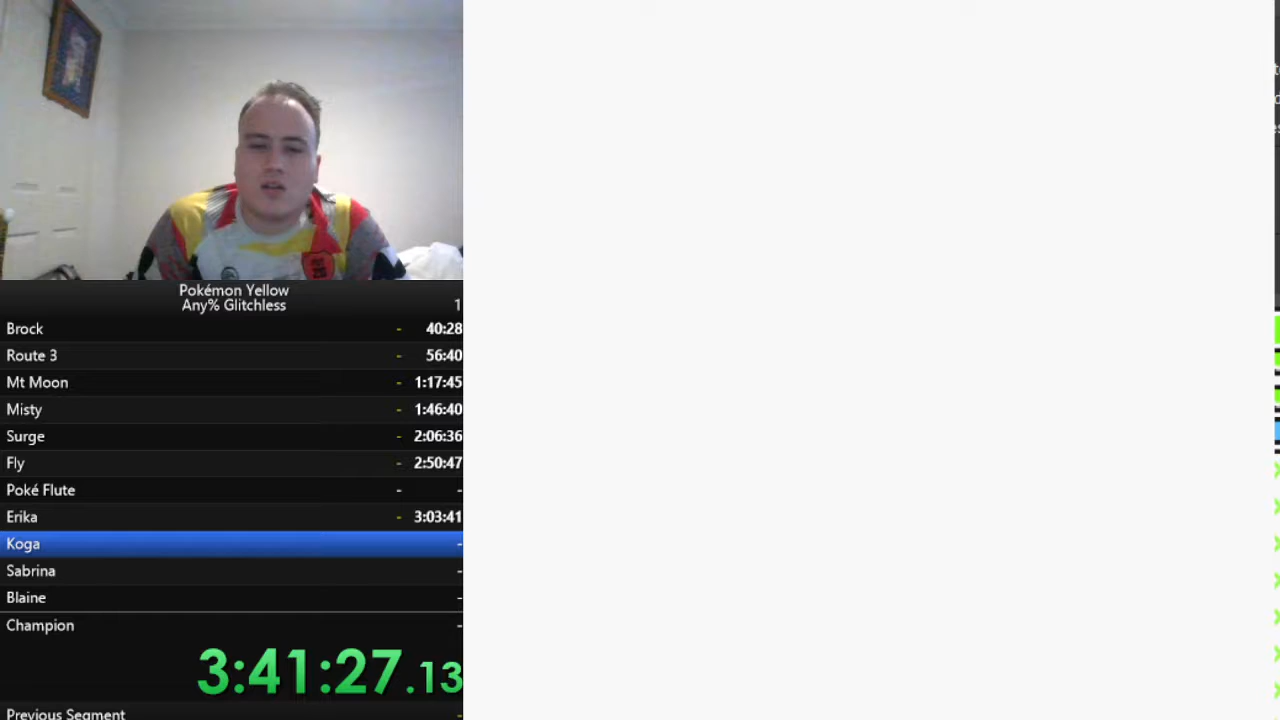 Pokémon Yellow
Any% Glitchless
1
Brock - 40:28
Route 3 - 56:40
Mt Moon - 1:17:45
Misty - 1:46:40
Surge - 2:06:36
Fly - 2:50:47
Poké Flute - -
Erika - 3:03:41
Koga -
Sabrina -
Blaine -
Champion -
3:41:27.13
Previous Segment -